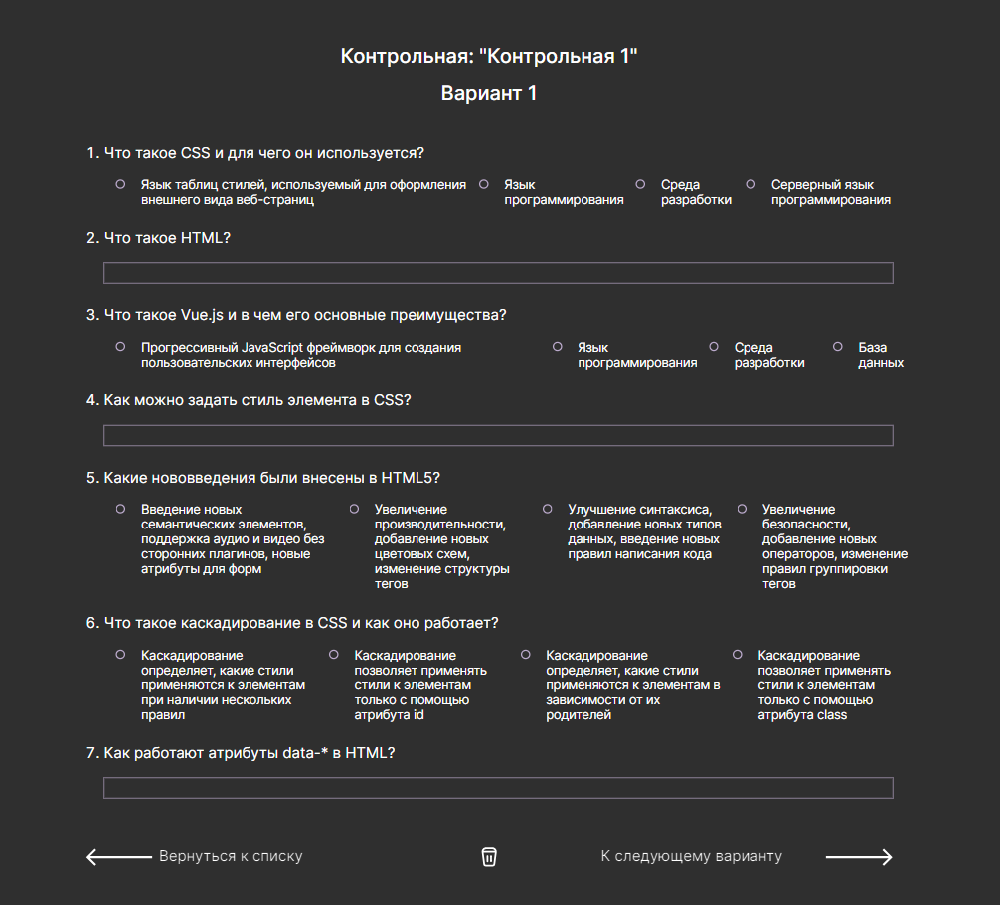 Контрольная: "Контрольная 1"
Вариант 1
1. Что такое CSS и для чего он используется?
Язык таблиц стилей, используемый для оформления
внешнего вида веб-страниц
Язык
программирования
Среда
разработки
Серверный язык
программирования
2. Что такое HTML?
3. Что такое Vue.js и в чем его основные преимущества?
Прогрессивный JavaScript фреймворк для создания
пользовательских интерфейсов
Язык
программирования
Среда
разработки
База
данных
4. Как можно задать стиль элемента в CSS?
5. Какие нововведения были внесены в HTML5?
Введение новых
семантических элементов,
поддержка аудио и видео без
сторонних плагинов, новые
атрибуты для форм
Увеличение
производительности,
добавление новых
цветовых схем,
изменение структуры
тегов
Улучшение синтаксиса,
добавление новых типов
данных, введение новых
правил написания кода
Увеличение
безопасности,
добавление новых
операторов, изменение
правил группировки
тегов
6. Что такое каскадирование в CSS и как оно работает?
Каскадирование
определяет, какие стили
применяются к элементам
при наличии нескольких
правил
Каскадирование
позволяет применять
стили к элементам
только с помощью
атрибута id
Каскадирование
определяет, какие стили
применяются к элементам в
зависимости от их
родителей
Каскадирование
позволяет применять
стили к элементам
только с помощью
атрибута class
7. Как работают атрибуты data-* в HTML?
Вернуться к списку
К следующему варианту